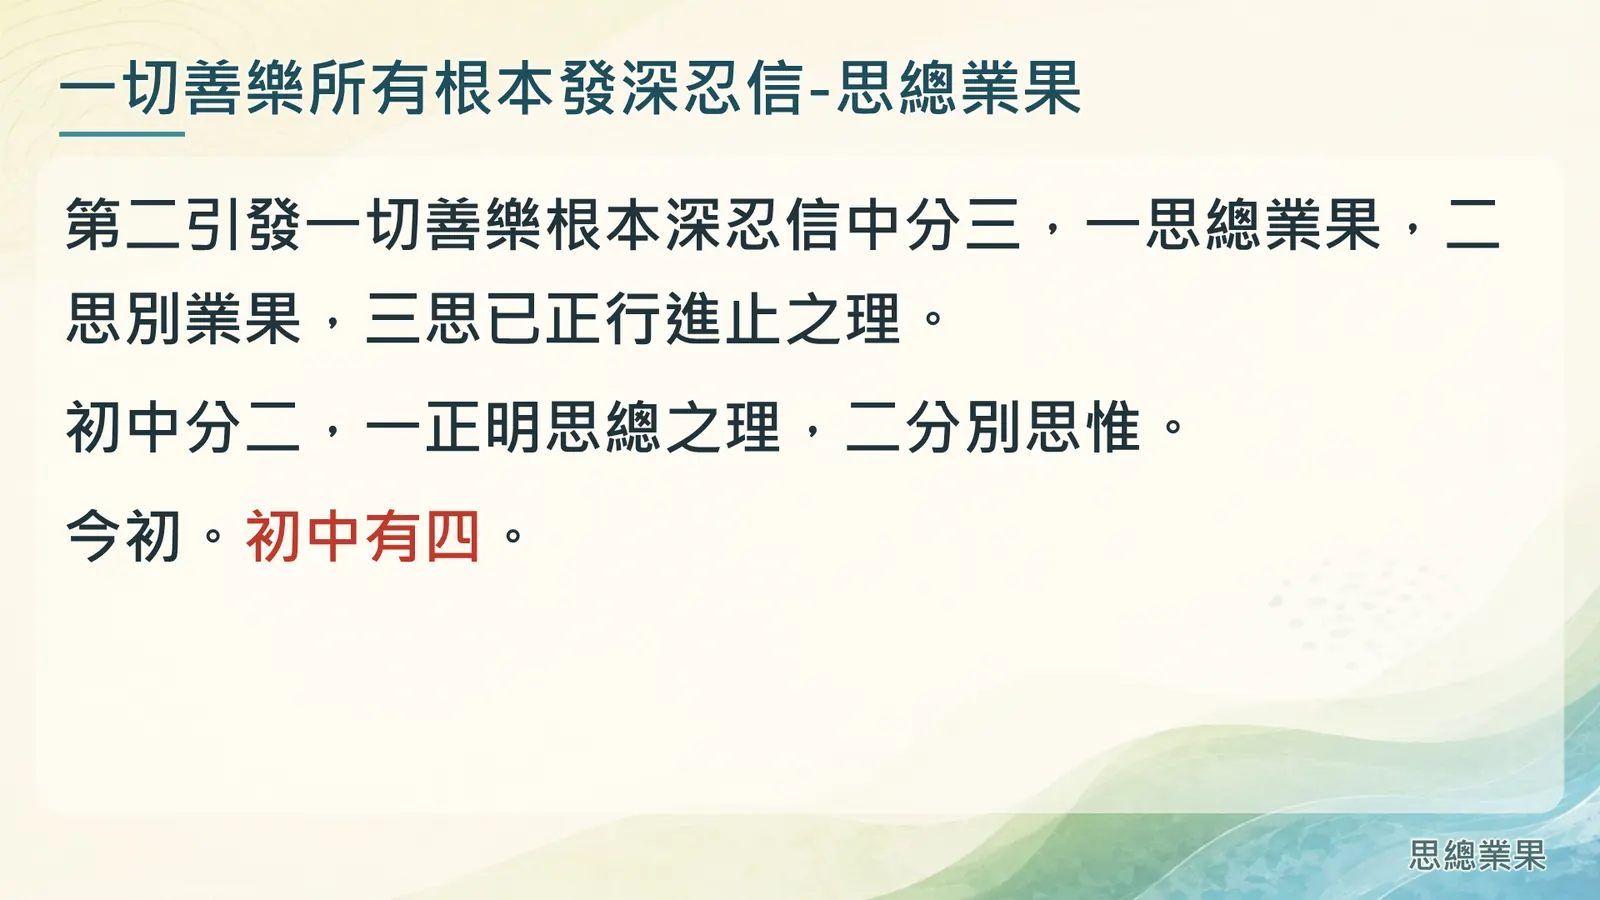 一切善樂所有根本發深忍信-思總業果
第二引發一切善樂根本深忍信中分三，一思總業果，二
思別業果，三思已正行進止之理。
初中分二，一正明思總之理，二分別思惟。
今初。初中有四。
思總業果